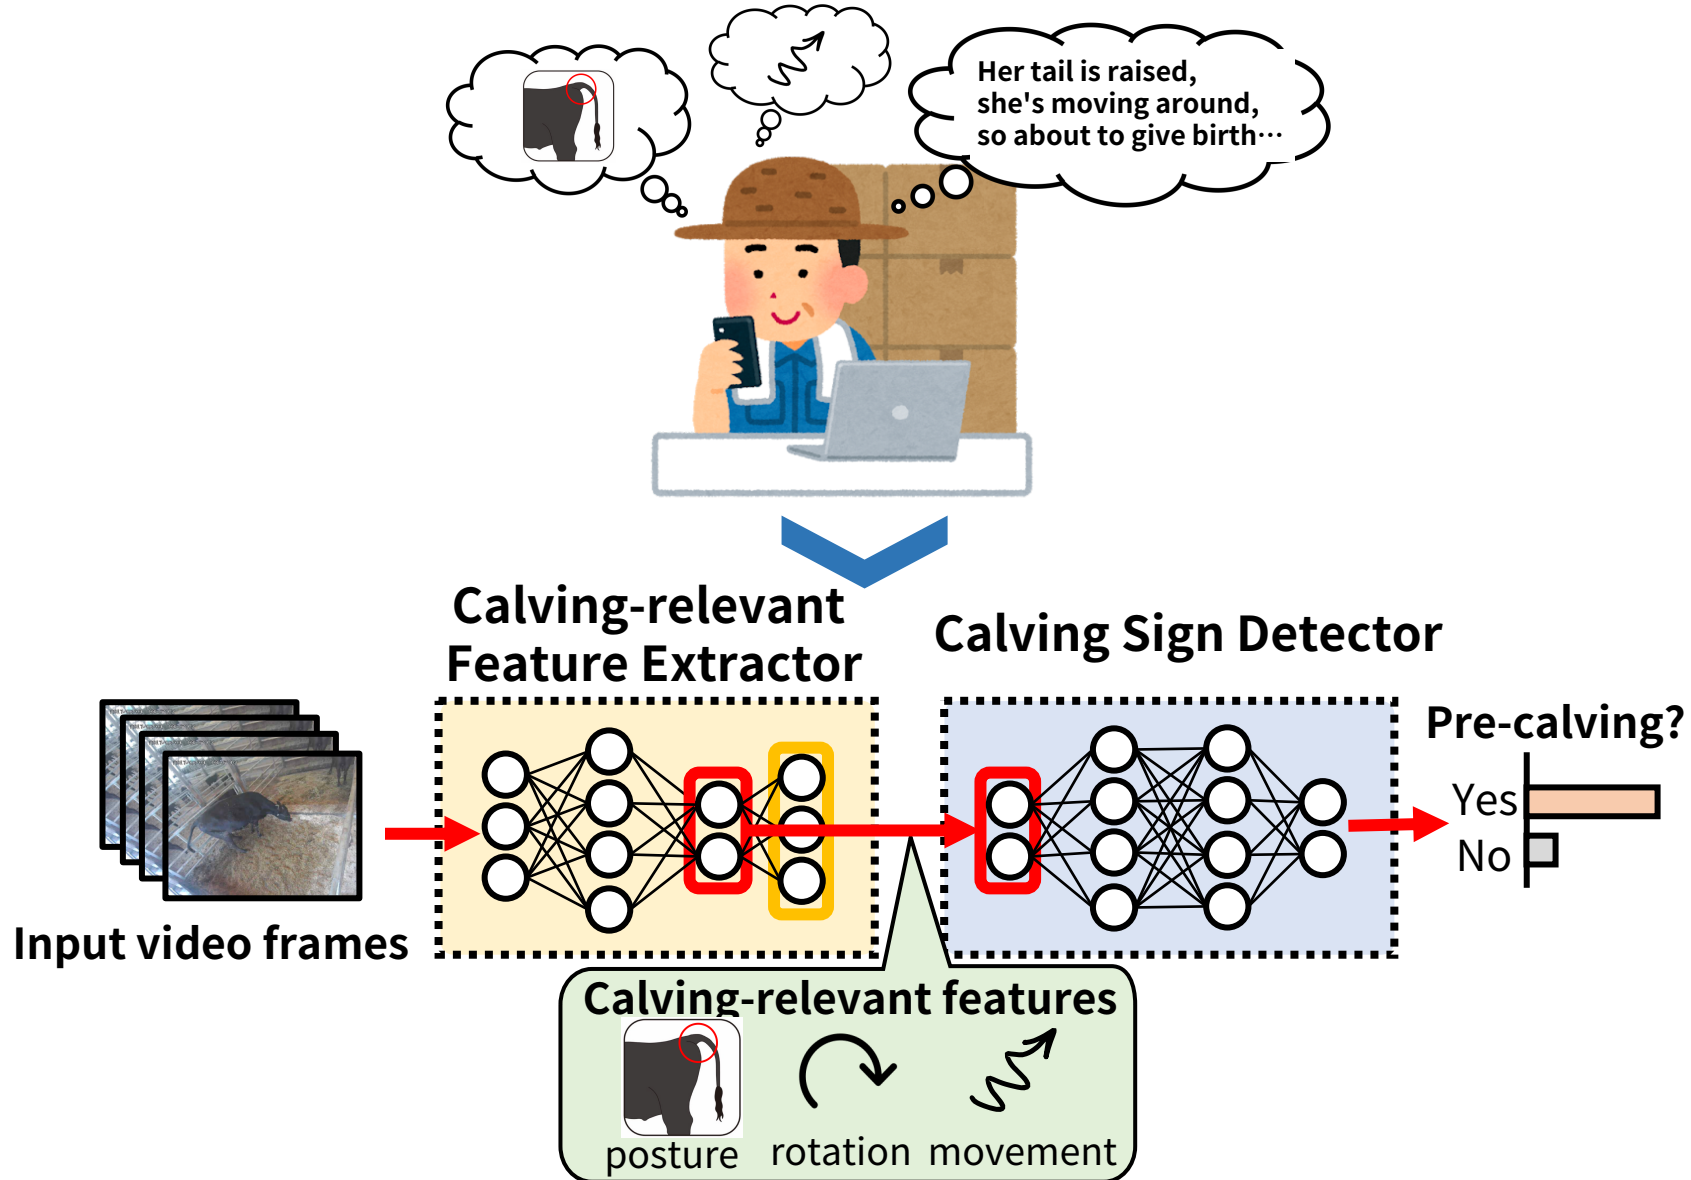 Her tail is raised,
she's moving around,
so about to give birth…
Calving-relevant
Feature Extractor
Calving Sign Detector
Input video frames
Pre-calving?
Yes
No
Calving-relevant features
posture
rotation
movement